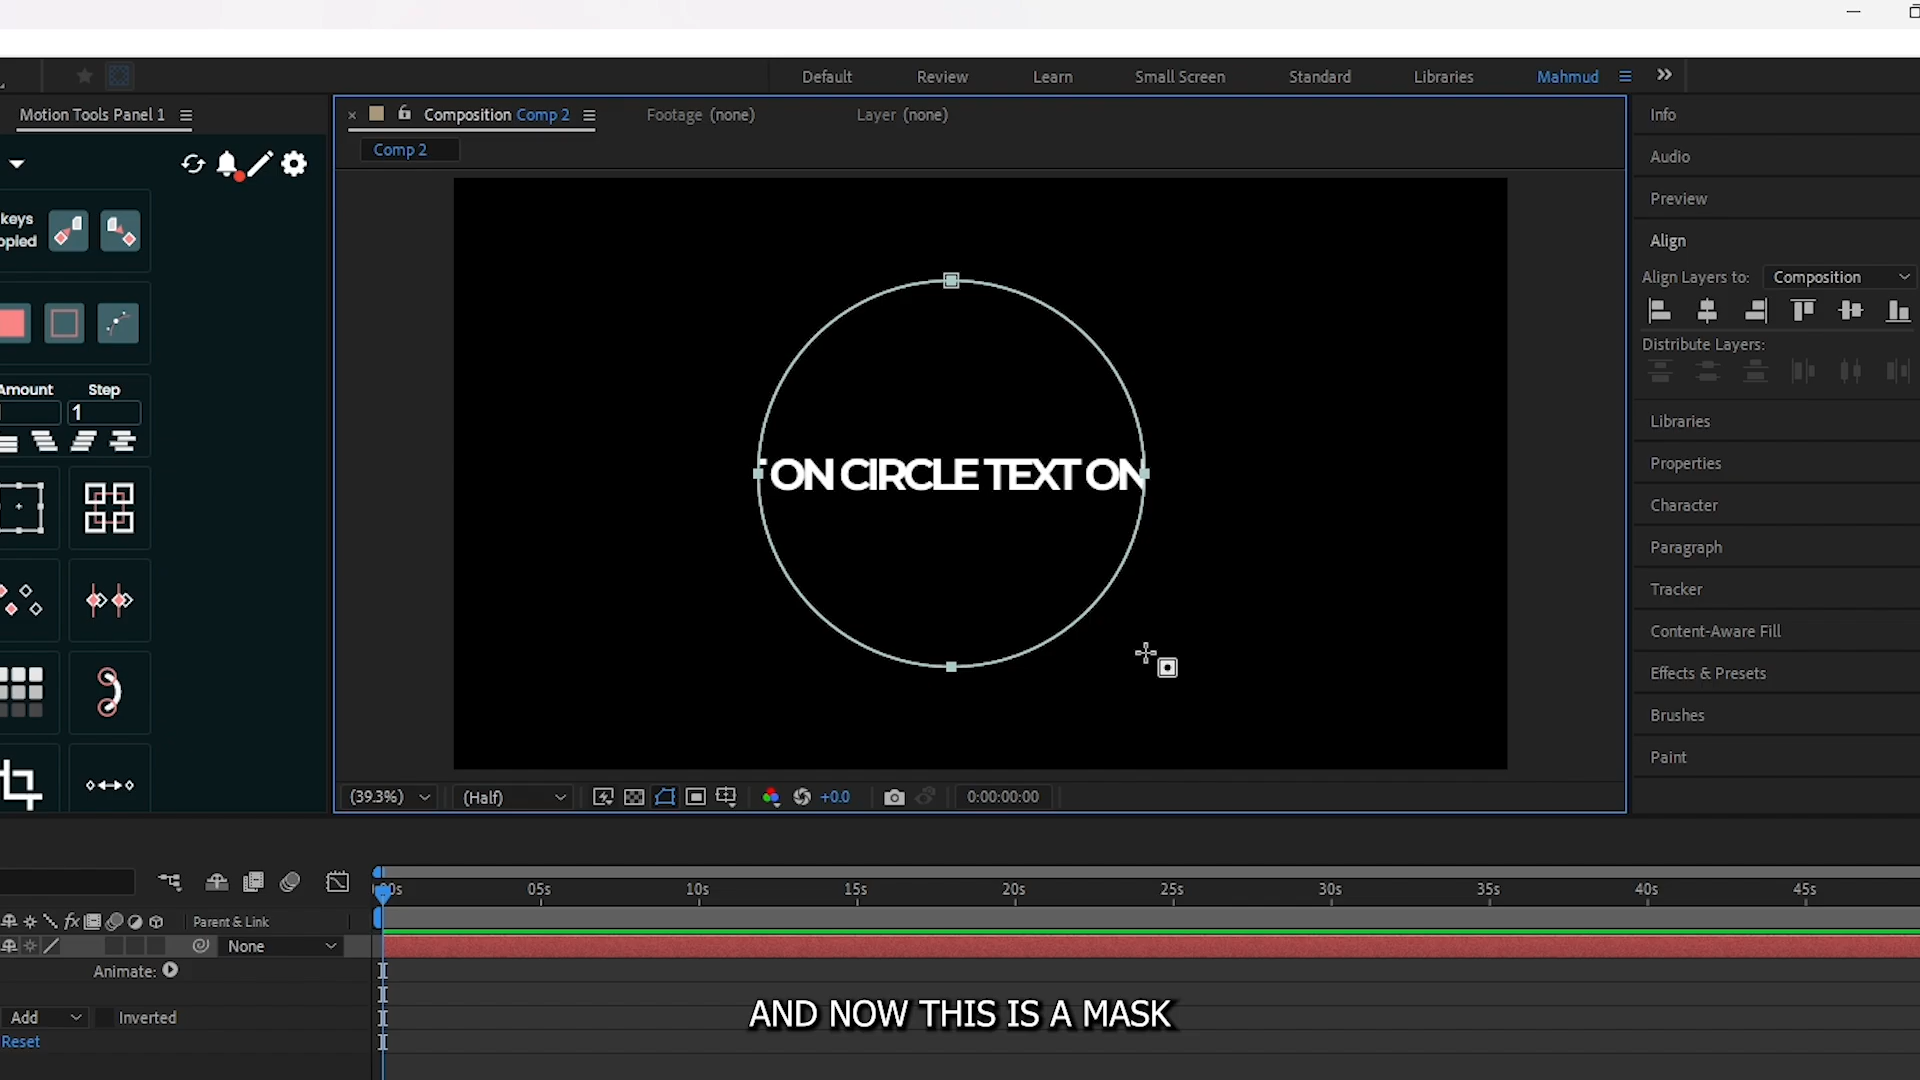 Default Review Learn Small Screen Standard Libraries Mahmud
Motion Tools Panel 1
Composition Comp 2
Footage (none)
Layer (none)
Comp 2
Info
Audio
Preview
Align
Align Layers to: Composition
Distribute Layers:
Libraries
Properties
Character
Paragraph
Tracker
Content-Aware Fill
Effects & Presets
Brushes
Paint
keys
opied
Amount Step
1
ON CIRCLE TEXT ON
(39.3%) (Half) +0.0 0:00:00:00
00s 05s 10s 15s 20s 25s 30s 35s 40s 45s
fx Parent & Link
None
Animate:
Add Inverted
Reset
AND NOW THIS IS A MASK